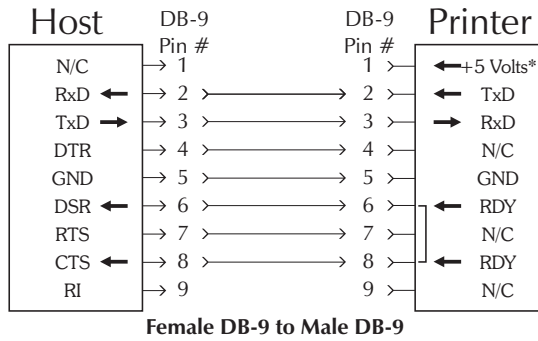 Host DB-9 DB-9 Printer
Pin # Pin #
N/C 1 1 +5 Volts*
RxD 2 2 TxD
TxD 3 3 RxD
DTR 4 4 N/C
GND 5 5 GND
DSR 6 6 RDY
RTS 7 7 N/C
CTS 8 8 RDY
RI 9 9 N/C
Female DB-9 to Male DB-9